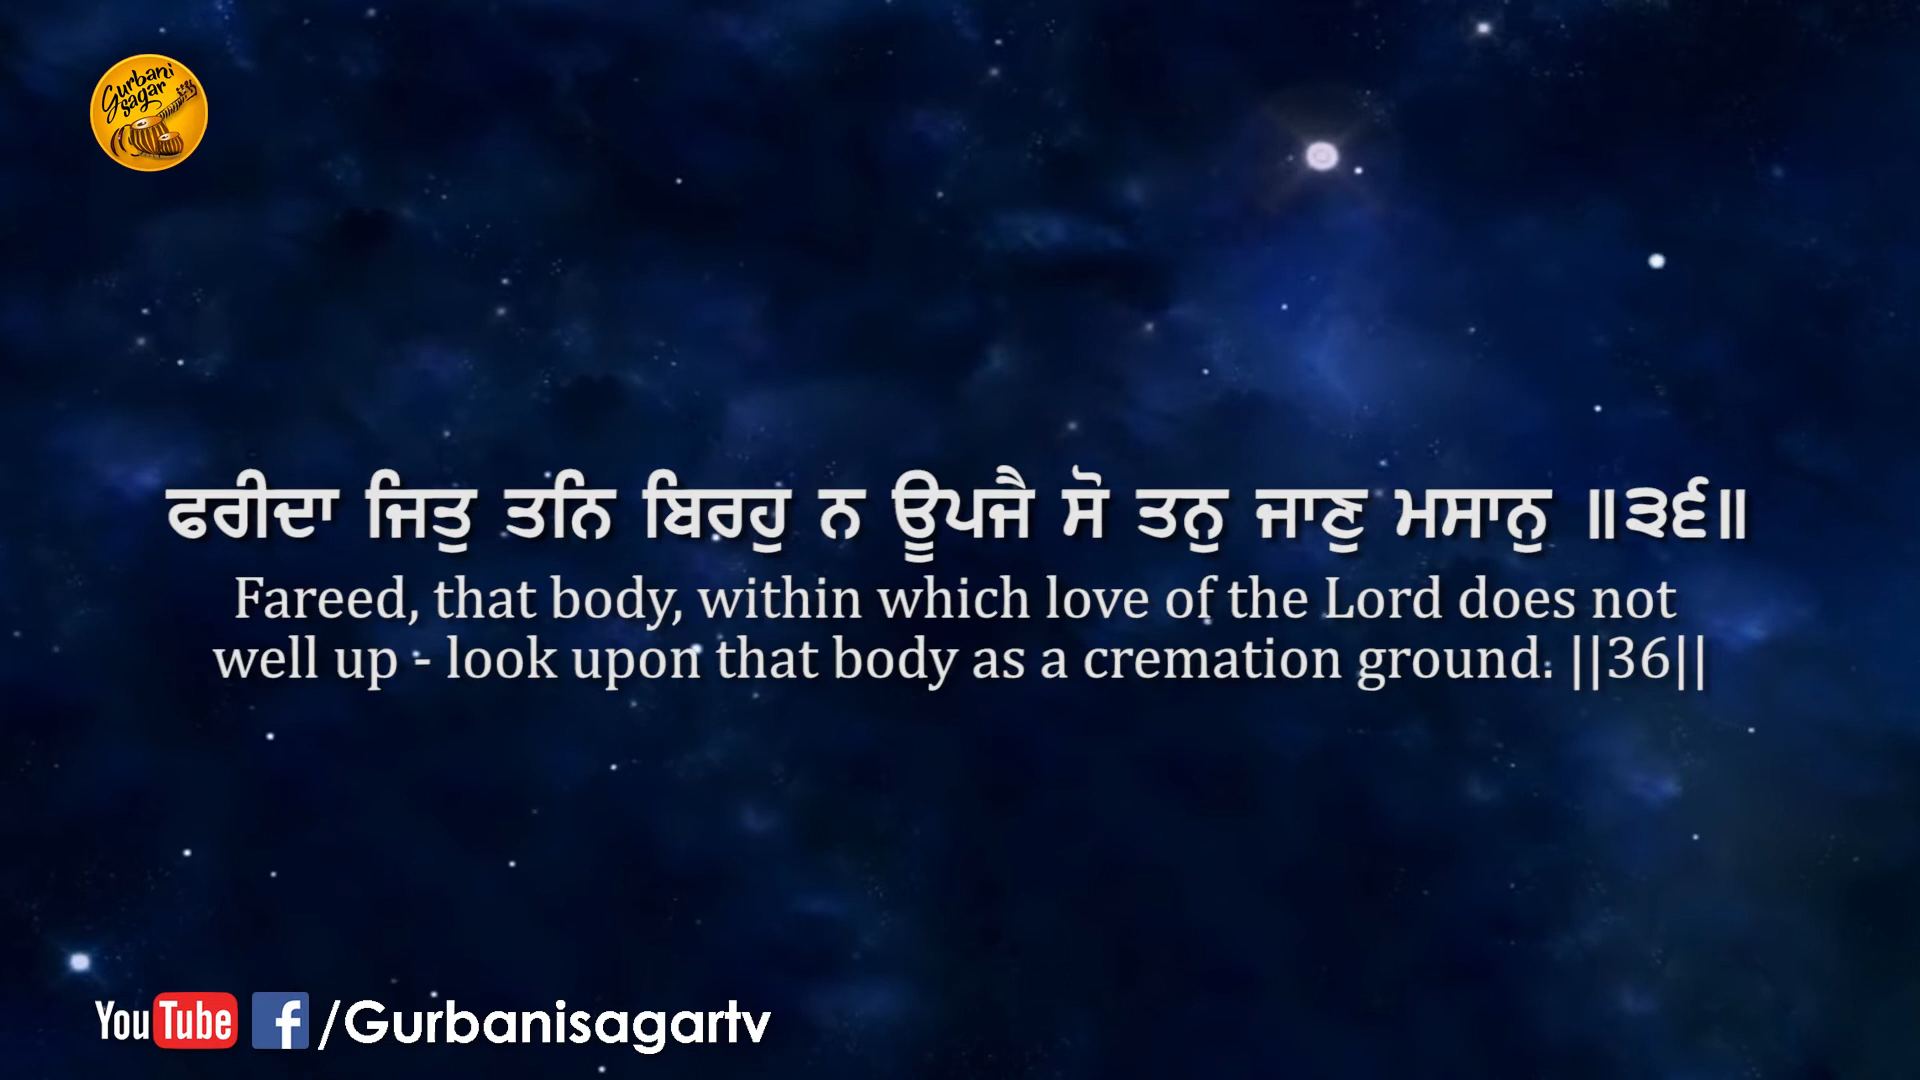 Gurbani
Sagar
ਫਰੀਦਾ ਜਿਤੁ ਤਨਿ ਬਿਰਹੁ ਨ ਊਪਜੈ ਸੋ ਤਨੁ ਜਾਣੁ ਮਸਾਨੁ ॥੩੬॥
Fareed, that body, within which love of the Lord does not
well up - look upon that body as a cremation ground. ||36||
YouTube f /Gurbanisagartv